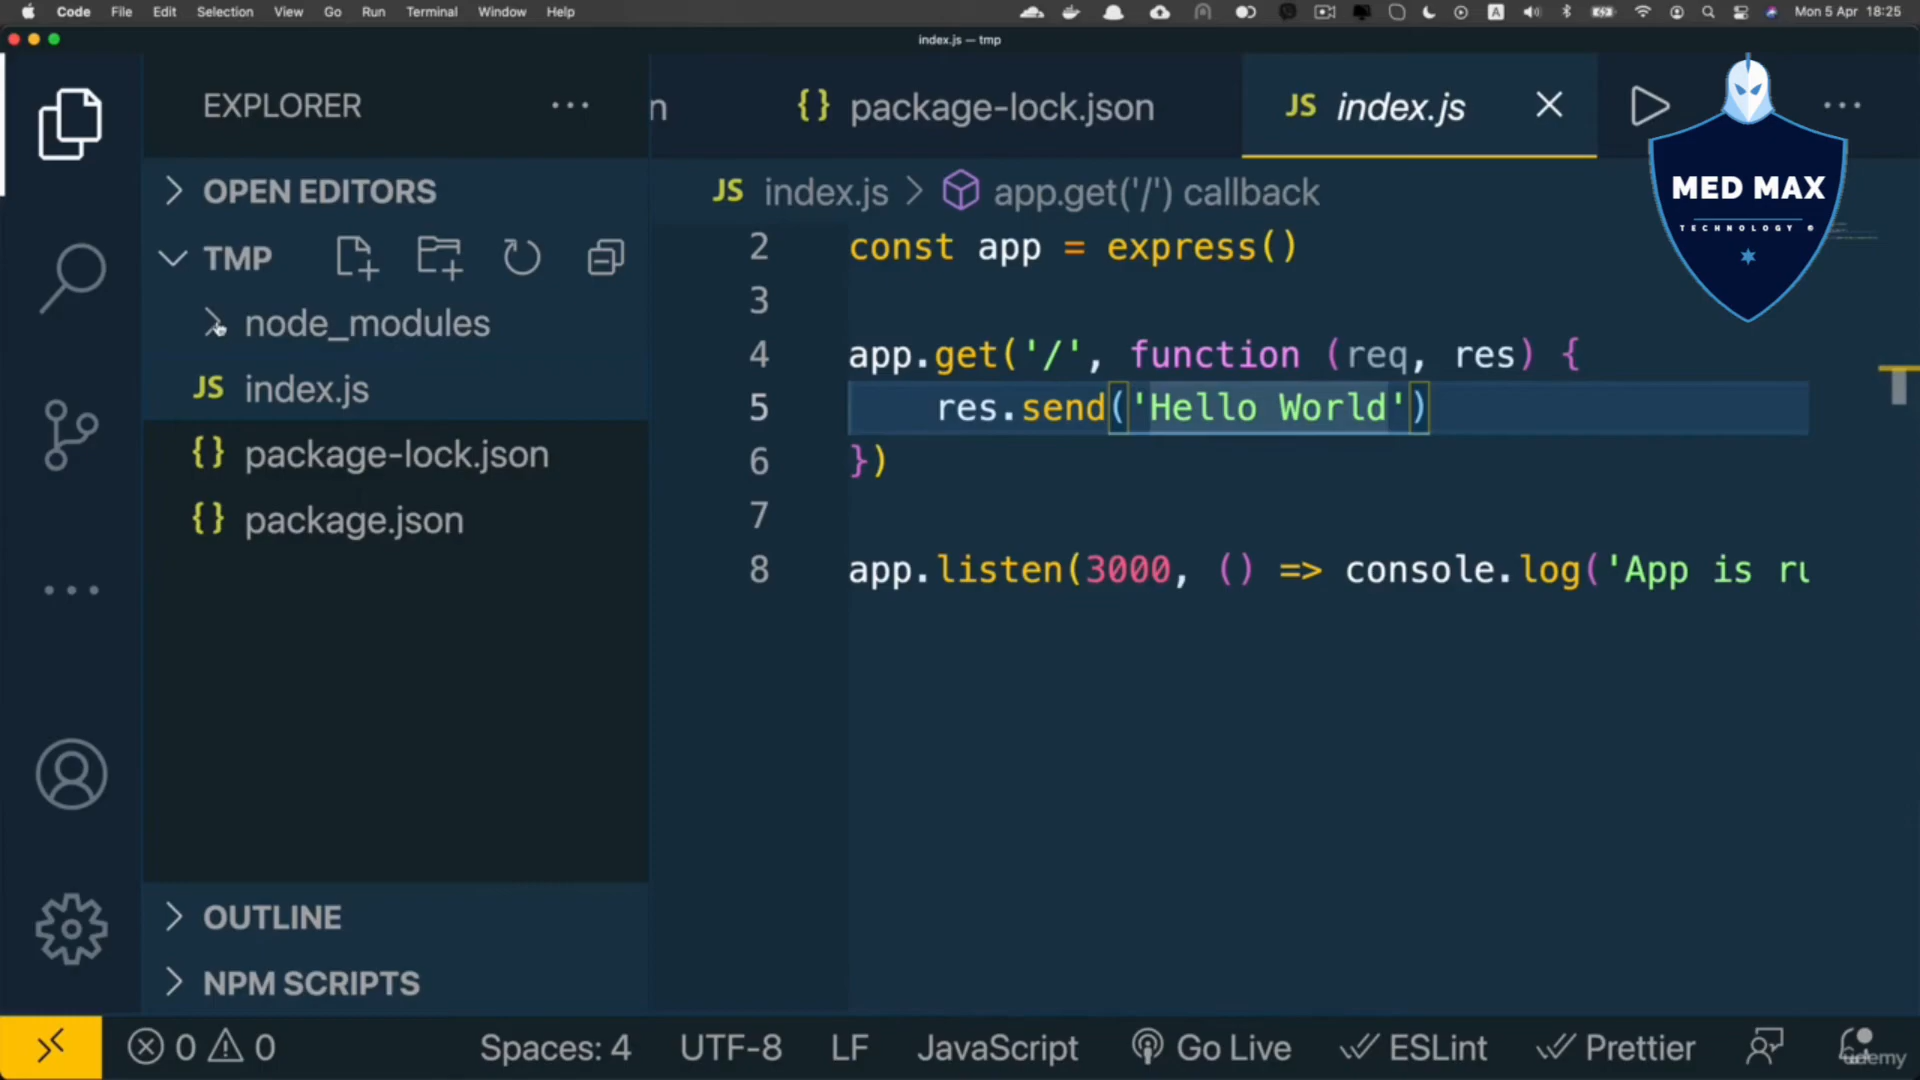 Code File Edit Selection View Go Run Terminal Window Help
A
Mon 5 Apr 18:25
index.js — tmp
EXPLORER
n
{} package-lock.json
JS index.js
MED MAX
TECHNOLOGY ©
OPEN EDITORS
TMP
node_modules
JS index.js
{} package-lock.json
{} package.json
OUTLINE
NPM SCRIPTS
JS index.js > app.get('/') callback
2 const app = express()
3
4 app.get('/', function (req, res) {
5 res.send('Hello World')
6 })
7
8 app.listen(3000, () => console.log('App is ru
0 0
Spaces: 4
UTF-8
LF
JavaScript
Go Live
ESLint
Prettier
udemy